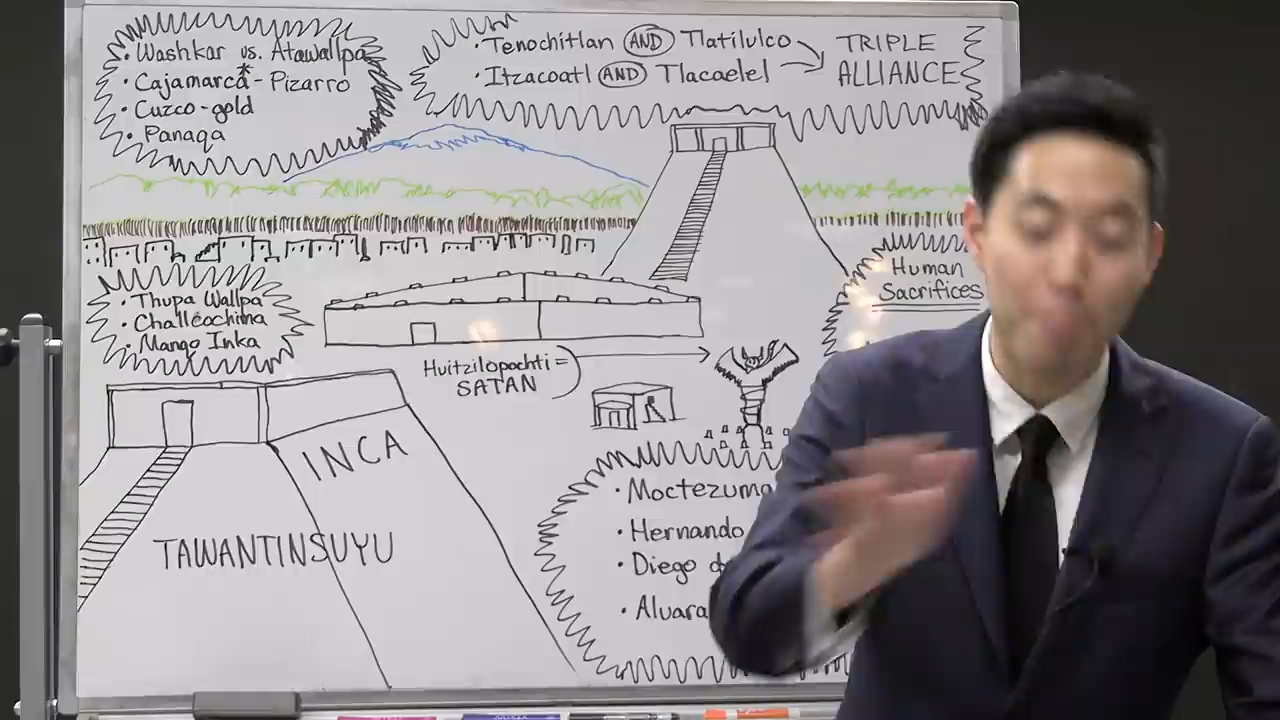 • Washkar vs. Atawallpa
• Cajamarca* - Pizarro
• Cuzco-gold
• Panaqa
• Tenochitlan AND Tlatilulco
• Itzacoatl AND Tlacaelel
TRIPLE
ALLIANCE
Human
Sacrifices
• Thupa Wallpa
• Challcochima
• Mango Inka
Huitzilopochti =
SATAN
INCA
TAWANTINSUYU
• Moctezuma
• Hernando
• Diego